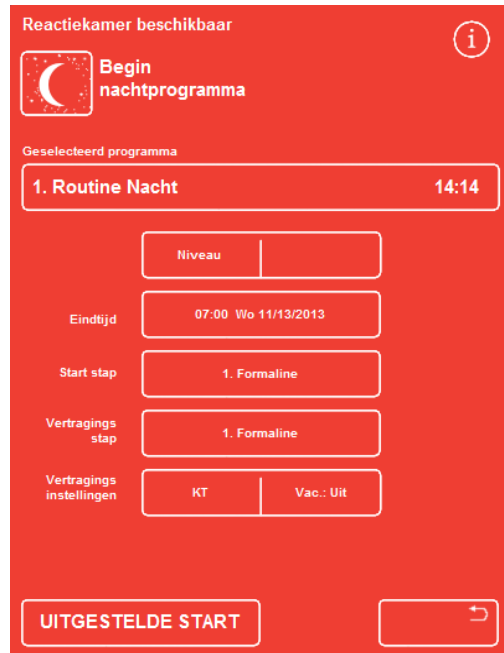 Reactiekamer beschikbaar
i
Begin
nachtprogramma
Geselecteerd programma
1. Routine Nacht 14:14
Niveau
Eindtijd 07:00 Wo 11/13/2013
Start stap 1. Formaline
Vertragings
stap 1. Formaline
Vertragings
instellingen KT Vac.: Uit
UITGESTELDE START